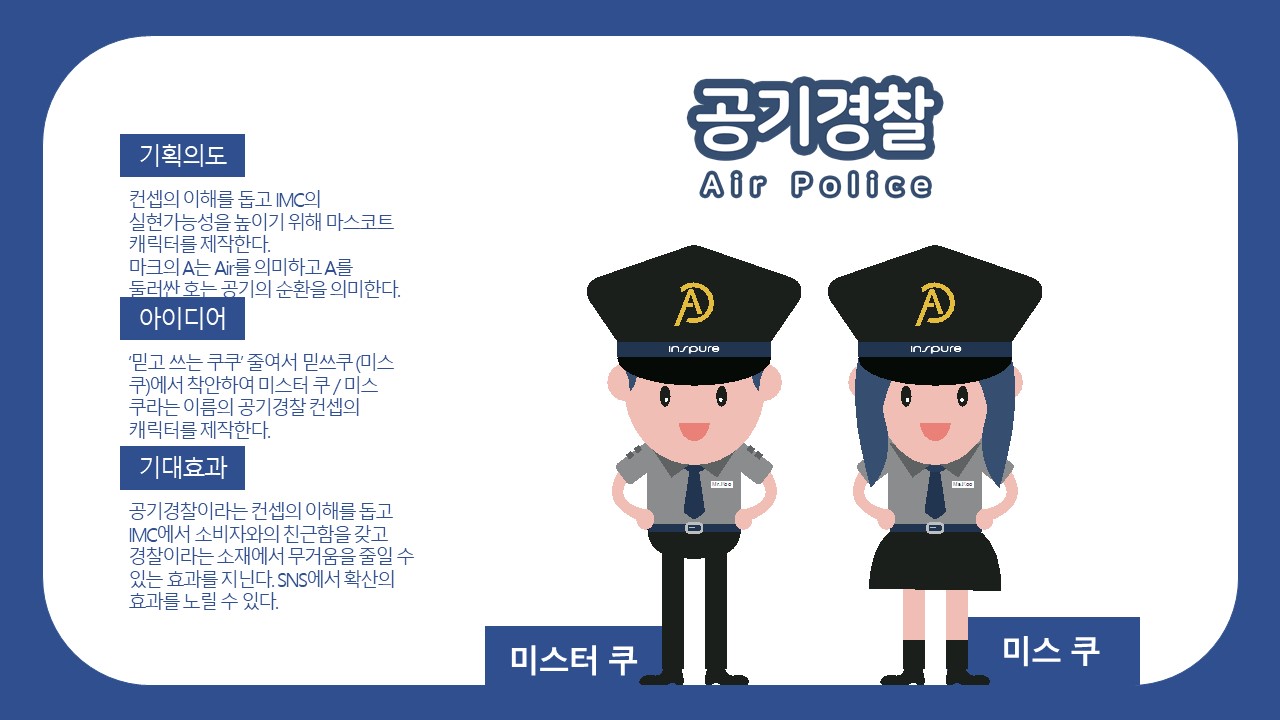 공기경찰
Air Police
기획의도
컨셉의 이해를 돕고 IMC의
실현가능성을 높이기 위해 마스코트
캐릭터를 제작한다.
마크의 A는 Air를 의미하고 A를
둘러싼 호는 공기의 순환을 의미한다.
아이디어
'믿고 쓰는 쿠쿠' 줄여서 믿쓰쿠 (미스
쿠)에서 착안하여 미스터 쿠 / 미스
쿠라는 이름의 공기경찰 컨셉의
캐릭터를 제작한다.
기대효과
공기경찰이라는 컨셉의 이해를 돕고
IMC에서 소비자와의 친근함을 갖고
경찰이라는 소재에서 무거움을 줄일 수
있는 효과를 지닌다. SNS에서 확산의
효과를 노릴 수 있다.
A
inspure
A
inspure
미스터 쿠
미스 쿠